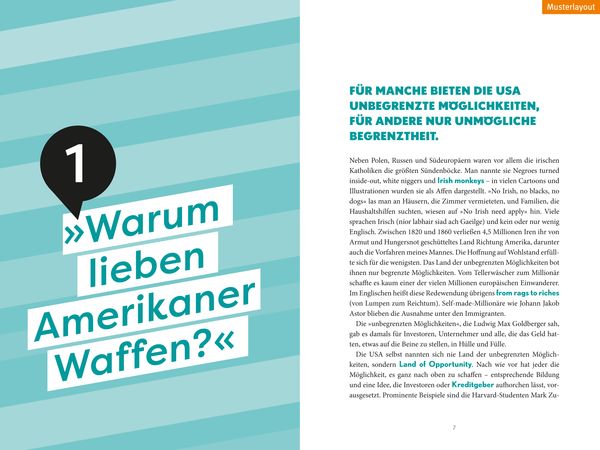 1
»Warum
lieben
Amerikaner
Waffen?«
Musterlayout
FÜR MANCHE BIETEN DIE USA
UNBEGRENZTE MÖGLICHKEITEN,
FÜR ANDERE NUR UNMÖGLICHE
BEGRENZTHEIT.
Neben Polen, Russen und Südeuropäern waren vor allem die irischen
Katholiken die größten Sündenböcke. Man nannte sie Negroes turned
inside-out, white niggers und Irish monkeys – in vielen Cartoons und
Illustrationen wurden sie als Affen dargestellt. »No Irish, no blacks, no
dogs« las man an Häusern, die Zimmer vermieteten, und Familien, die
Haushaltshilfen suchten, wiesen auf »No Irish need apply« hin. Viele
sprachen Irisch (nior labhair siad ach Gaeilge) und kein oder nur wenig
Englisch. Zwischen 1820 und 1860 verließen 4,5 Millionen Iren ihr von
Armut und Hungersnot geschütteltes Land Richtung Amerika, darunter
auch die Vorfahren meines Mannes. Die Hoffnung auf Wohlstand erfüll-
te sich für die wenigsten. Das Land der unbegrenzten Möglichkeiten bot
ihnen nur begrenzte Möglichkeiten. Vom Tellerwäscher zum Millionär
schaffte es kaum einer der vielen Millionen europäischen Einwanderer.
Im Englischen heißt diese Redewendung übrigens from rags to riches
(von Lumpen zum Reichtum). Self-made-Millionäre wie Johann Jakob
Astor blieben die Ausnahme unter den Immigranten.
Die »unbegrenzten Möglichkeiten«, die Ludwig Max Goldberger sah,
gab es damals für Investoren, Unternehmer und alle, die das Geld hat-
ten, etwas auf die Beine zu stellen, in Hülle und Fülle.
Die USA selbst nannten sich nie Land der unbegrenzten Möglich-
keiten, sondern Land of Opportunity. Nach wie vor hat jeder die
Möglichkeit, es ganz nach oben zu schaffen – entsprechende Bildung
und eine Idee, die Investoren oder Kreditgeber aufhorchen lässt, vor-
ausgesetzt. Prominente Beispiele sind die Harvard-Studenten Mark Zu-
7